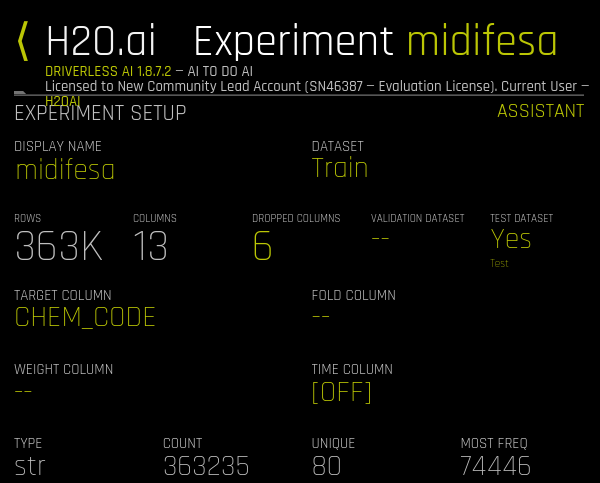 ⟨ H2O.ai Experiment midifesa
DRIVERLESS AI 1.8.7.2 — AI TO DO AI
Licensed to New Community Lead Account (SN46387 — Evaluation License). Current User —
H2OAI
EXPERIMENT SETUP ASSISTANT
DISPLAY NAME DATASET
midifesa Train
ROWS COLUMNS DROPPED COLUMNS VALIDATION DATASET TEST DATASET
363K 13 6 -- Yes
Test
TARGET COLUMN FOLD COLUMN
CHEM_CODE --
WEIGHT COLUMN TIME COLUMN
-- [OFF]
TYPE COUNT UNIQUE MOST FREQ
str 363235 80 74446